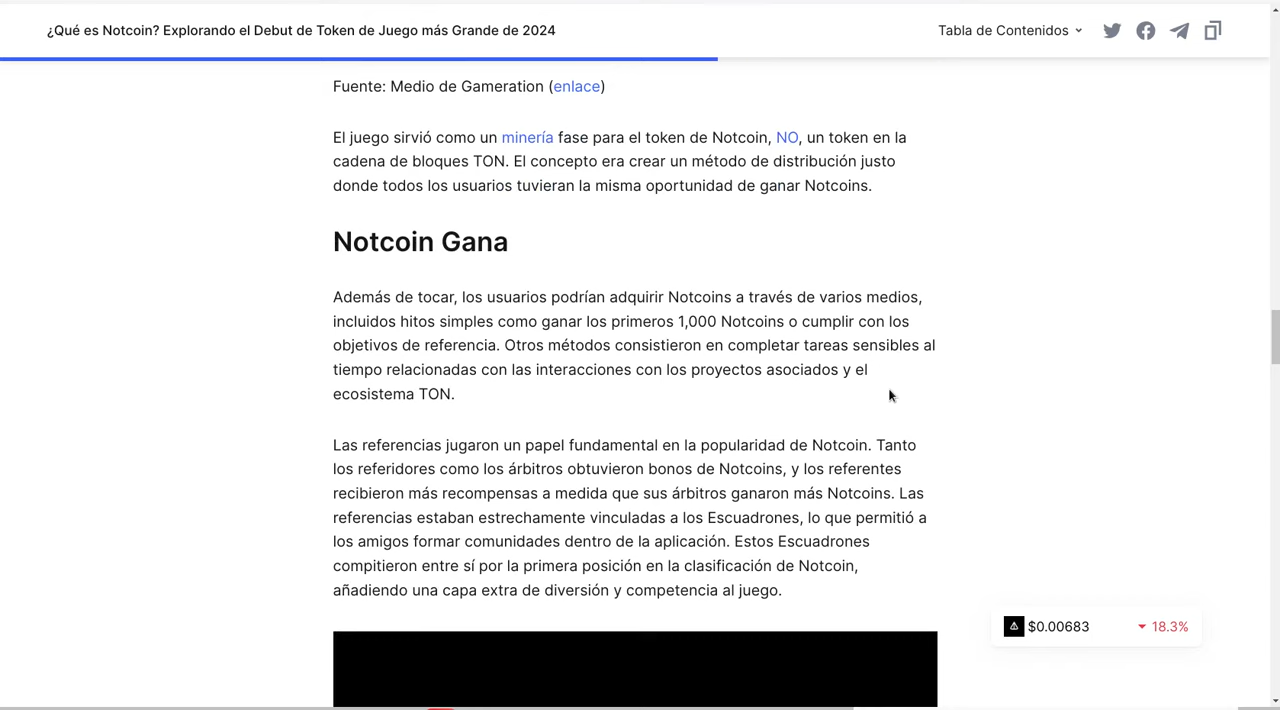 ¿Qué es Notcoin? Explorando el Debut de Token de Juego más Grande de 2024
Tabla de Contenidos
Fuente: Medio de Gameration (enlace)
El juego sirvió como un minería fase para el token de Notcoin, NO, un token en la
cadena de bloques TON. El concepto era crear un método de distribución justo
donde todos los usuarios tuvieran la misma oportunidad de ganar Notcoins.
Notcoin Gana
Además de tocar, los usuarios podrían adquirir Notcoins a través de varios medios,
incluidos hitos simples como ganar los primeros 1,000 Notcoins o cumplir con los
objetivos de referencia. Otros métodos consistieron en completar tareas sensibles al
tiempo relacionadas con las interacciones con los proyectos asociados y el
ecosistema TON.
Las referencias jugaron un papel fundamental en la popularidad de Notcoin. Tanto
los referidores como los árbitros obtuvieron bonos de Notcoins, y los referentes
recibieron más recompensas a medida que sus árbitros ganaron más Notcoins. Las
referencias estaban estrechamente vinculadas a los Escuadrones, lo que permitió a
los amigos formar comunidades dentro de la aplicación. Estos Escuadrones
compitieron entre sí por la primera posición en la clasificación de Notcoin,
añadiendo una capa extra de diversión y competencia al juego.
$0.00683 18.3%